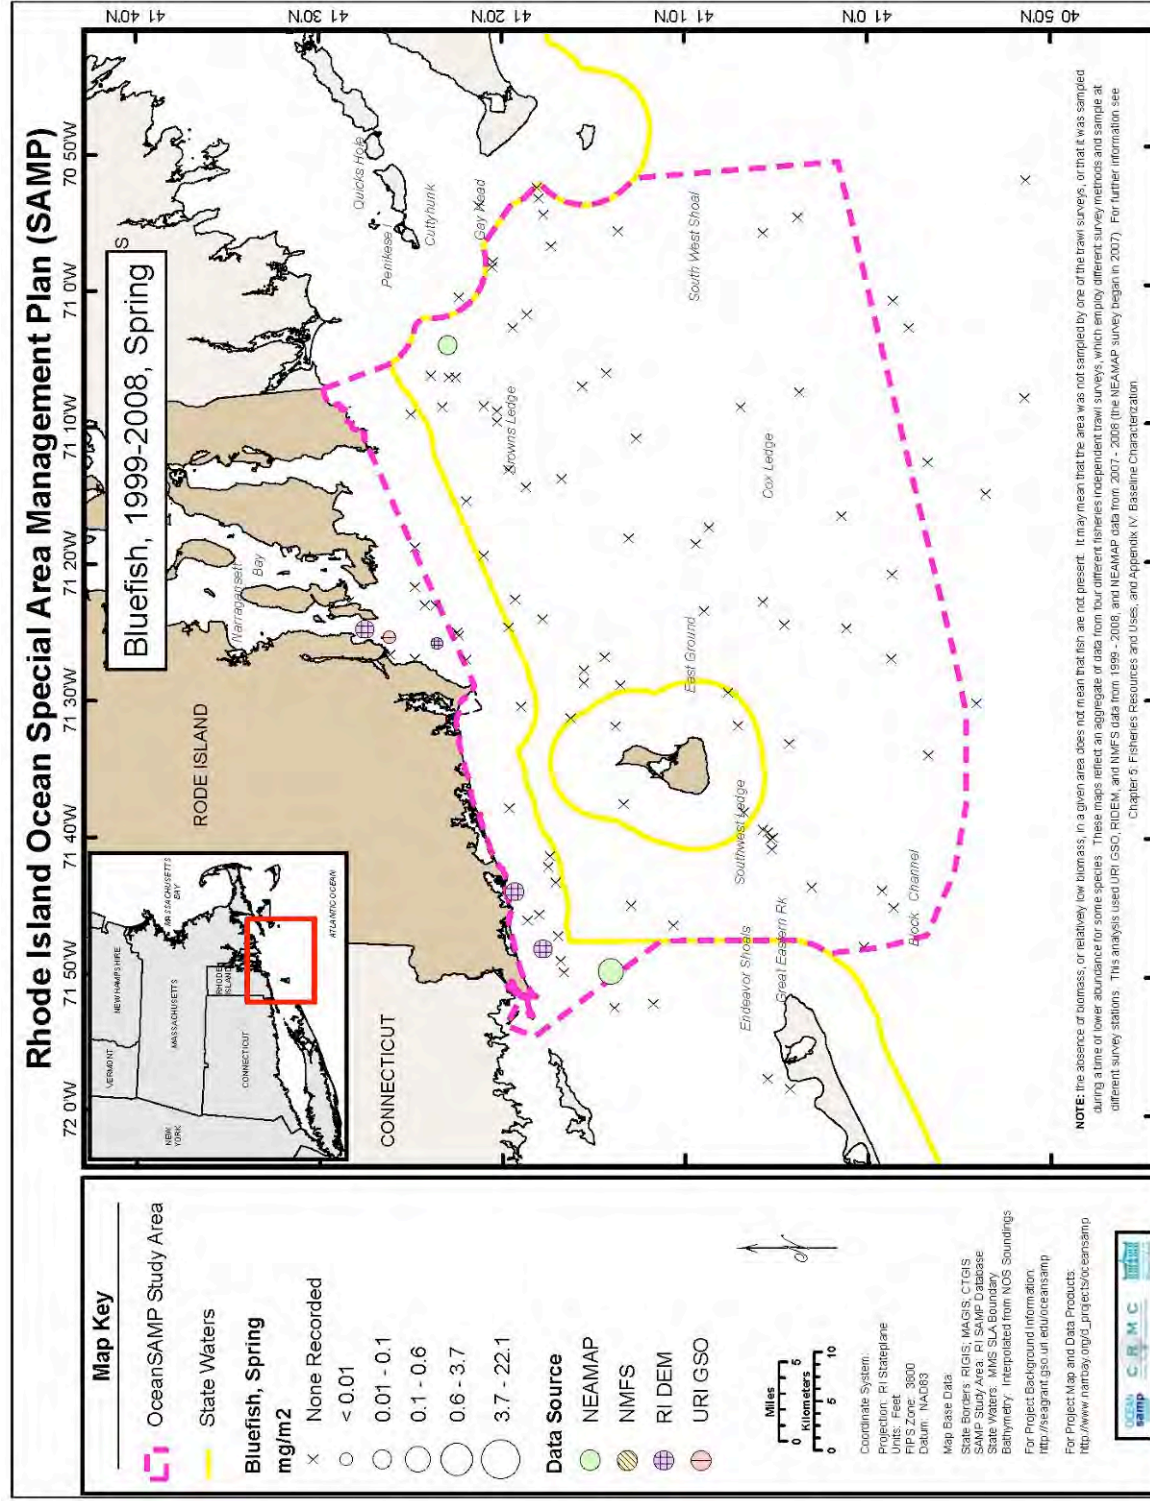 Rhode Island Ocean Special Area Management Plan (SAMP)
Bluefish, 1999-2008, Spring
S
72 0'W
71 50'W
71 40'W
71 30'W
71 20'W
71 10'W
71 0'W
70 50'W
41 40'N
41 30'N
41 20'N
41 10'N
41 0'N
40 50'N
VERMONT
NEW HAMPSHIRE
MASSACHUSETTS
BAY
NEW
YORK
MASSACHUSETTS
CONNECTICUT
RHODE
ISLAND
ATLANTIC OCEAN
RODE ISLAND
CONNECTICUT
Narragansett
Bay
Quicks Hole
Penikese I
Cuttyhunk
Gay Head
Browns Ledge
South West Shoal
Cox Ledge
East Ground
Southwest Ledge
Endeavor Shoals
Great Eastern Rk
Block Channel
Map Key
OceanSAMP Study Area
State Waters
Bluefish, Spring
mg/m2
None Recorded
< 0.01
0.01 - 0.1
0.1 - 0.6
0.6 - 3.7
3.7 - 22.1
Data Source
NEAMAP
NMFS
RI DEM
URI GSO
Miles
0 5
Kilometers
0 5 10
Coordinate System:
Projection: RI Stateplane
Units: Feet
FIPS Zone: 3800
Datum: NAD83
Map Base Data:
State Borders: RIGIS; MAGIS; CTGIS
SAMP Study Area: RI SAMP Database
State Waters: MMS SLA Boundary
Bathymetry: Interpolated from NOS Soundings
For Project Background Information:
http://seagrant.gso.uri.edu/oceansamp
For Project Map and Data Products:
http://www.narrbay.org/d_projects/oceansamp
OCEAN
samp
C R M C
NOTE: the absence of biomass, or relatively low biomass, in a given area does not mean that fish are not present. It may mean that the area was not sampled by one of the trawl surveys, or that it was sampled
during a time of lower abundance for some species. These maps reflect an aggregate of data from four different fisheries independent trawl surveys, which employ different survey methods and sample at
different survey stations. This analysis used URI GSO, RIDEM, and NMFS data from 1999 - 2008, and NEAMAP data from 2007 - 2008 (the NEAMAP survey began in 2007). For further information see
Chapter 5: Fisheries Resources and Uses, and Appendix IV: Baseline Characterization.